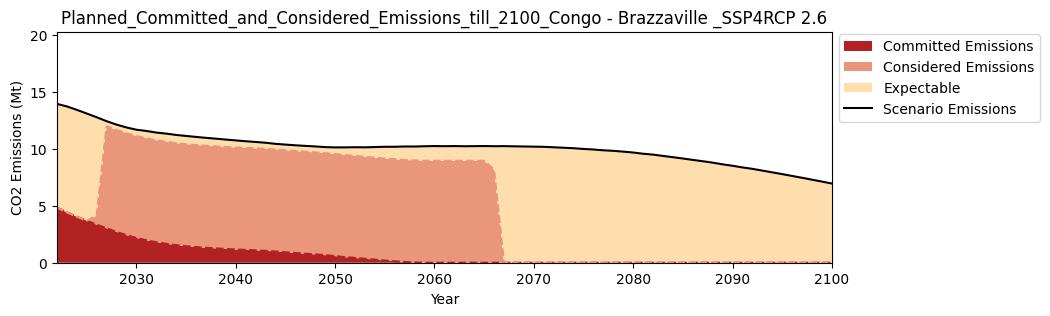 Planned_Committed_and_Considered_Emissions_till_2100_Congo - Brazzaville _SSP4RCP 2.6
20
15
10
5
0
CO2 Emissions (Mt)
2030
2040
2050
2060
2070
2080
2090
2100
Year
Committed Emissions
Considered Emissions
Expectable
Scenario Emissions